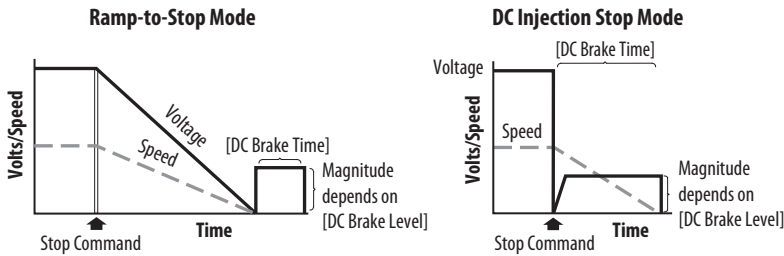 Ramp-to-Stop Mode
Volts/Speed
Voltage
Speed
[DC Brake Time]
Magnitude
depends on
[DC Brake Level]
Time
Stop Command
DC Injection Stop Mode
[DC Brake Time]
Voltage
Volts/Speed
Speed
Magnitude
depends on
[DC Brake Level]
Time
Stop Command